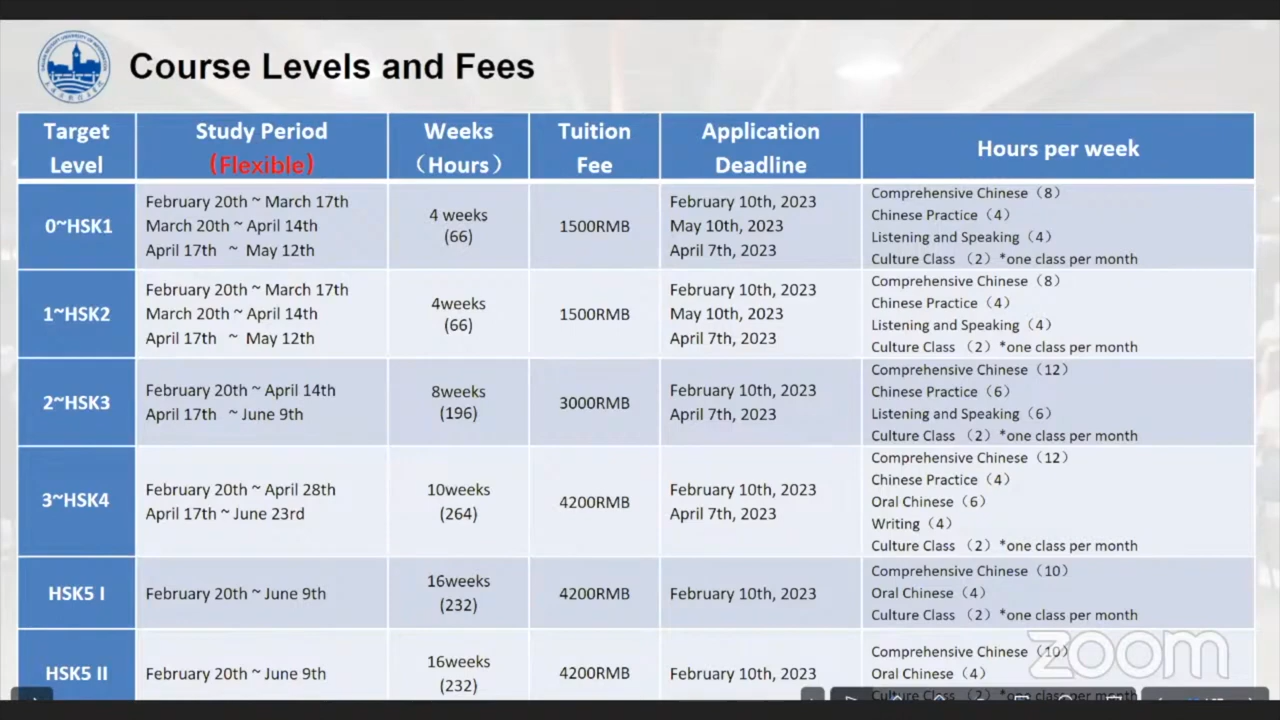 Course Levels and Fees
Target Level
Study Period
(Flexible)
Weeks
（Hours）
Tuition Fee
Application Deadline
Hours per week
0~HSK1
February 20th ~ March 17th
March 20th ~ April 14th
April 17th ~ May 12th
4 weeks
(66)
1500RMB
February 10th, 2023
May 10th, 2023
April 7th, 2023
Comprehensive Chinese（8）
Chinese Practice（4）
Listening and Speaking（4）
Culture Class （2）*one class per month
1~HSK2
February 20th ~ March 17th
March 20th ~ April 14th
April 17th ~ May 12th
4weeks
(66)
1500RMB
February 10th, 2023
May 10th, 2023
April 7th, 2023
Comprehensive Chinese（8）
Chinese Practice（4）
Listening and Speaking（4）
Culture Class （2）*one class per month
2~HSK3
February 20th ~ April 14th
April 17th ~ June 9th
8weeks
(196)
3000RMB
February 10th, 2023
April 7th, 2023
Comprehensive Chinese（12）
Chinese Practice（6）
Listening and Speaking（6）
Culture Class （2）*one class per month
3~HSK4
February 20th ~ April 28th
April 17th ~ June 23rd
10weeks
(264)
4200RMB
February 10th, 2023
April 7th, 2023
Comprehensive Chinese（12）
Chinese Practice（4）
Oral Chinese（6）
Writing（4）
Culture Class （2）*one class per month
HSK5 I
February 20th ~ June 9th
16weeks
(232)
4200RMB
February 10th, 2023
Comprehensive Chinese（10）
Oral Chinese（4）
Culture Class （2）*one class per month
HSK5 II
February 20th ~ June 9th
16weeks
(232)
4200RMB
February 10th, 2023
Comprehensive Chinese（10）
Oral Chinese（4）
Culture Class （2）*one class per month
zoom